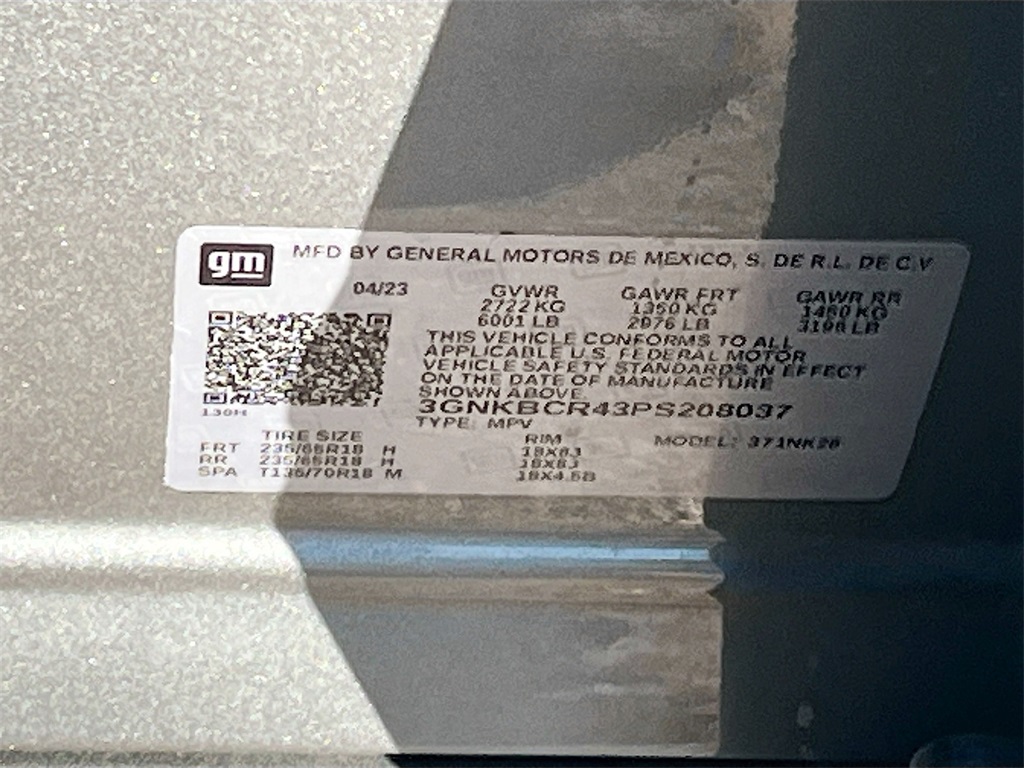 gm MFD BY GENERAL MOTORS DE MEXICO, S. DE R.L. DE C.V
04/23 GVWR GAWR FRT GAWR RR
2722 KG 1350 KG 1450 KG
6001 LB 2976 LB
THIS VEHICLE CONFORMS TO ALL
APPLICABLE U.S. FEDERAL MOTOR
VEHICLE SAFETY STANDARDS IN EFFECT
ON THE DATE OF MANUFACTURE
SHOWN ABOVE.
130H
3GNKBCR43PS208037
TYPE: MPV
TIRE SIZE RIM MODEL: 371NK26
FRT 235/65R18 H 18X8J
RR 235/65R18 H 18X8J
SPA T135/70R18 M 18X4.5B